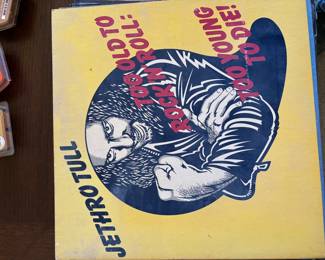 JETHRO TULL
TOO OLD TO
ROCK 'N' ROLL:
TOO YOUNG
TO DIE!